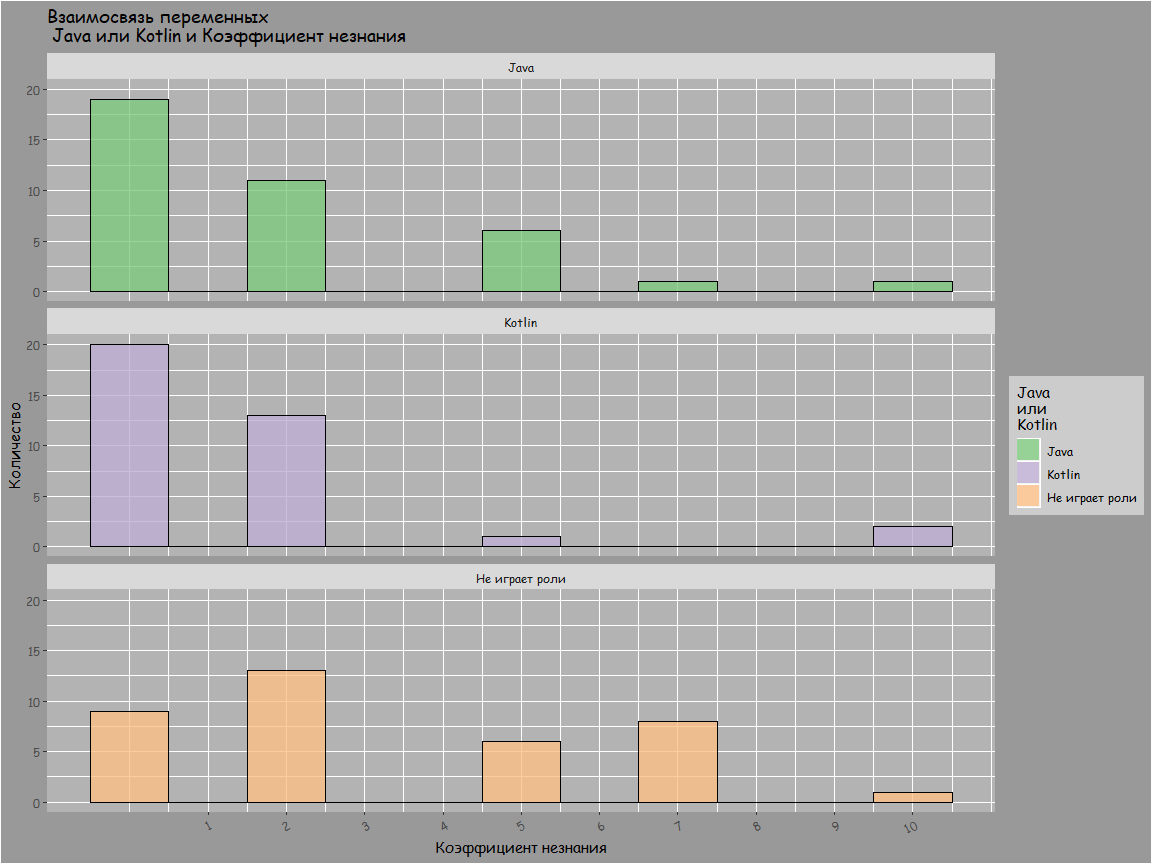 Взаимосвязь переменных
Java или Kotlin и Коэффициент незнания
Java
20
15
10
5
0
Kotlin
20
15
10
5
0
Не играет роли
20
15
10
5
0
1 2 3 4 5 6 7 8 9 10
Коэффициент незнания
Количество
Java
или
Kotlin
Java
Kotlin
Не играет роли